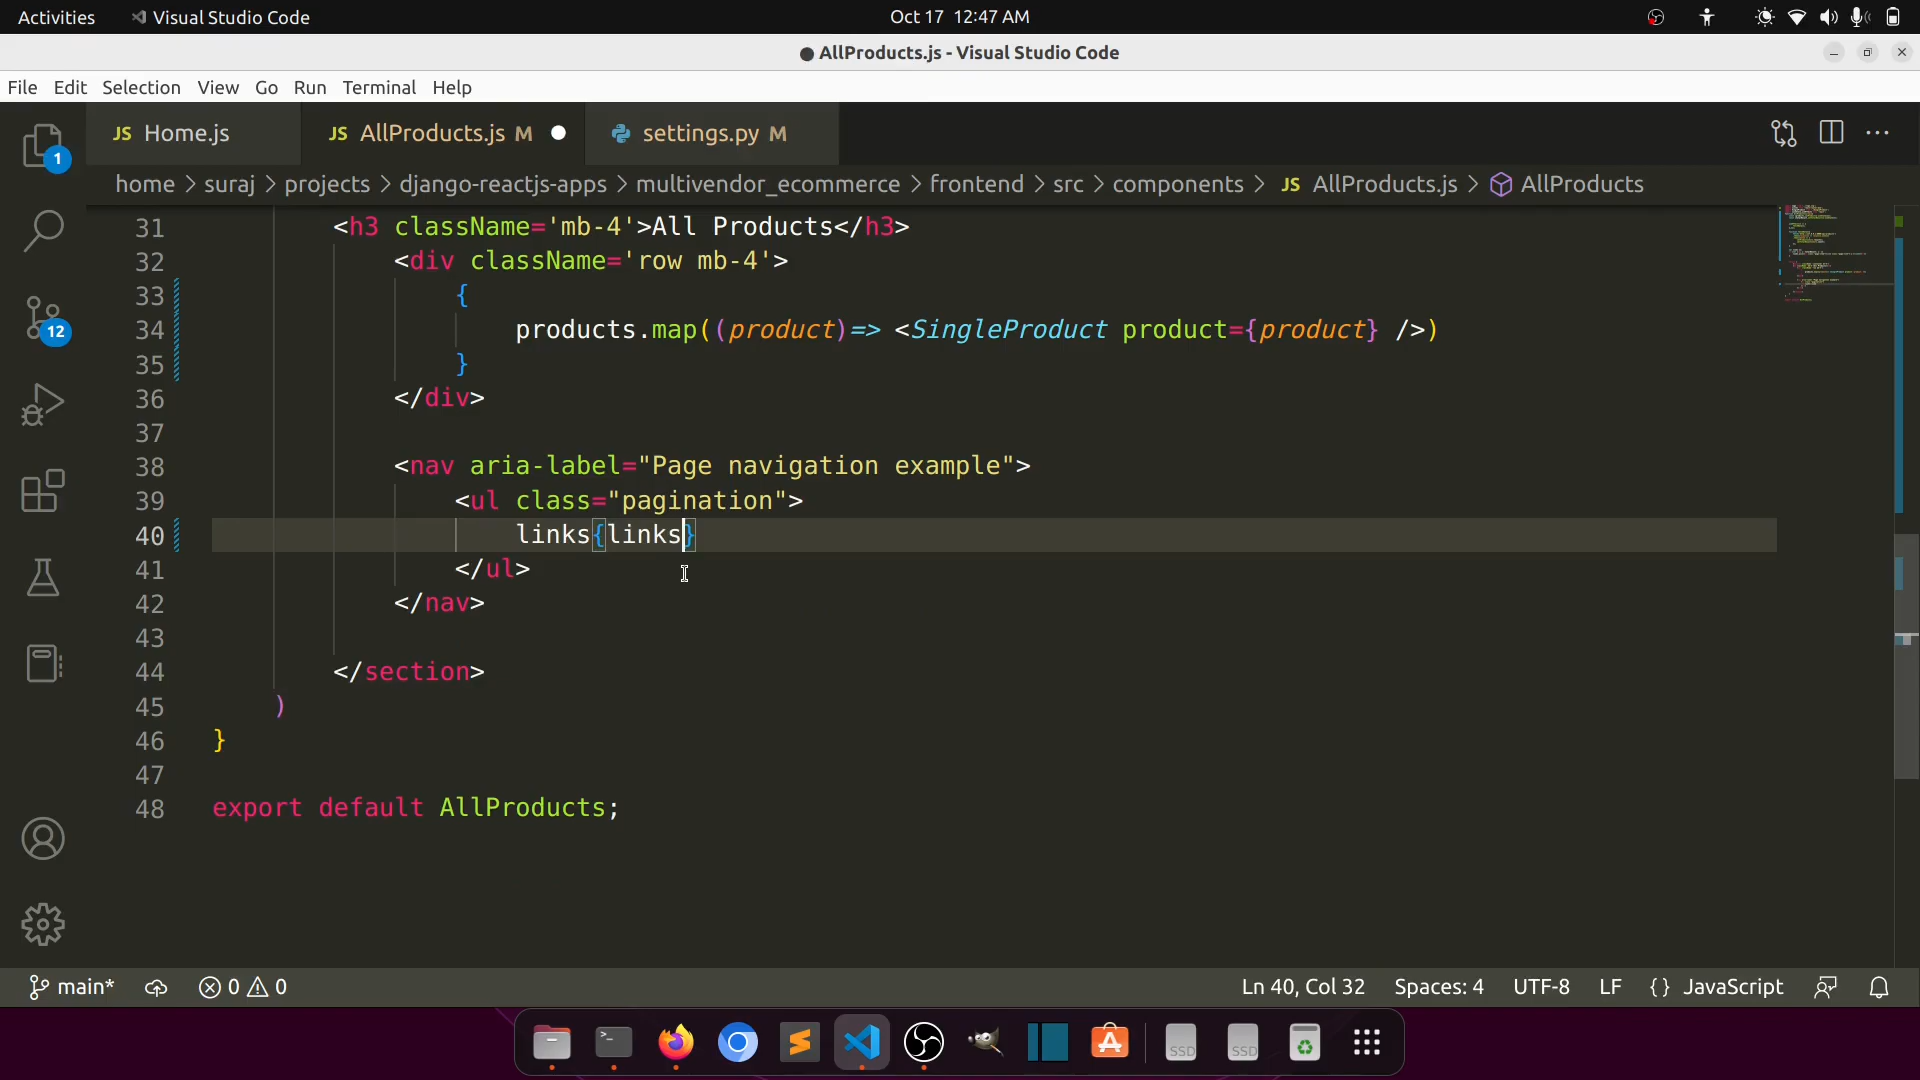 Activities Visual Studio Code Oct 17 12:47 AM
AllProducts.js - Visual Studio Code
File Edit Selection View Go Run Terminal Help
1 JS Home.js JS AllProducts.js M settings.py M
home > suraj > projects > django-reactjs-apps > multivendor_ecommerce > frontend > src > components > JS AllProducts.js > AllProducts
31 <h3 className='mb-4'>All Products</h3>
32 <div className='row mb-4'>
33 {
34 products.map((product)=> <SingleProduct product={product} />)
35 }
36 </div>
37
38 <nav aria-label="Page navigation example">
39 <ul class="pagination">
40 links{links}
41 </ul>
42 </nav>
43
44 </section>
45 )
46 }
47
48 export default AllProducts;
12
main* 0 0 Ln 40, Col 32 Spaces: 4 UTF-8 LF {} JavaScript
SSD SSD